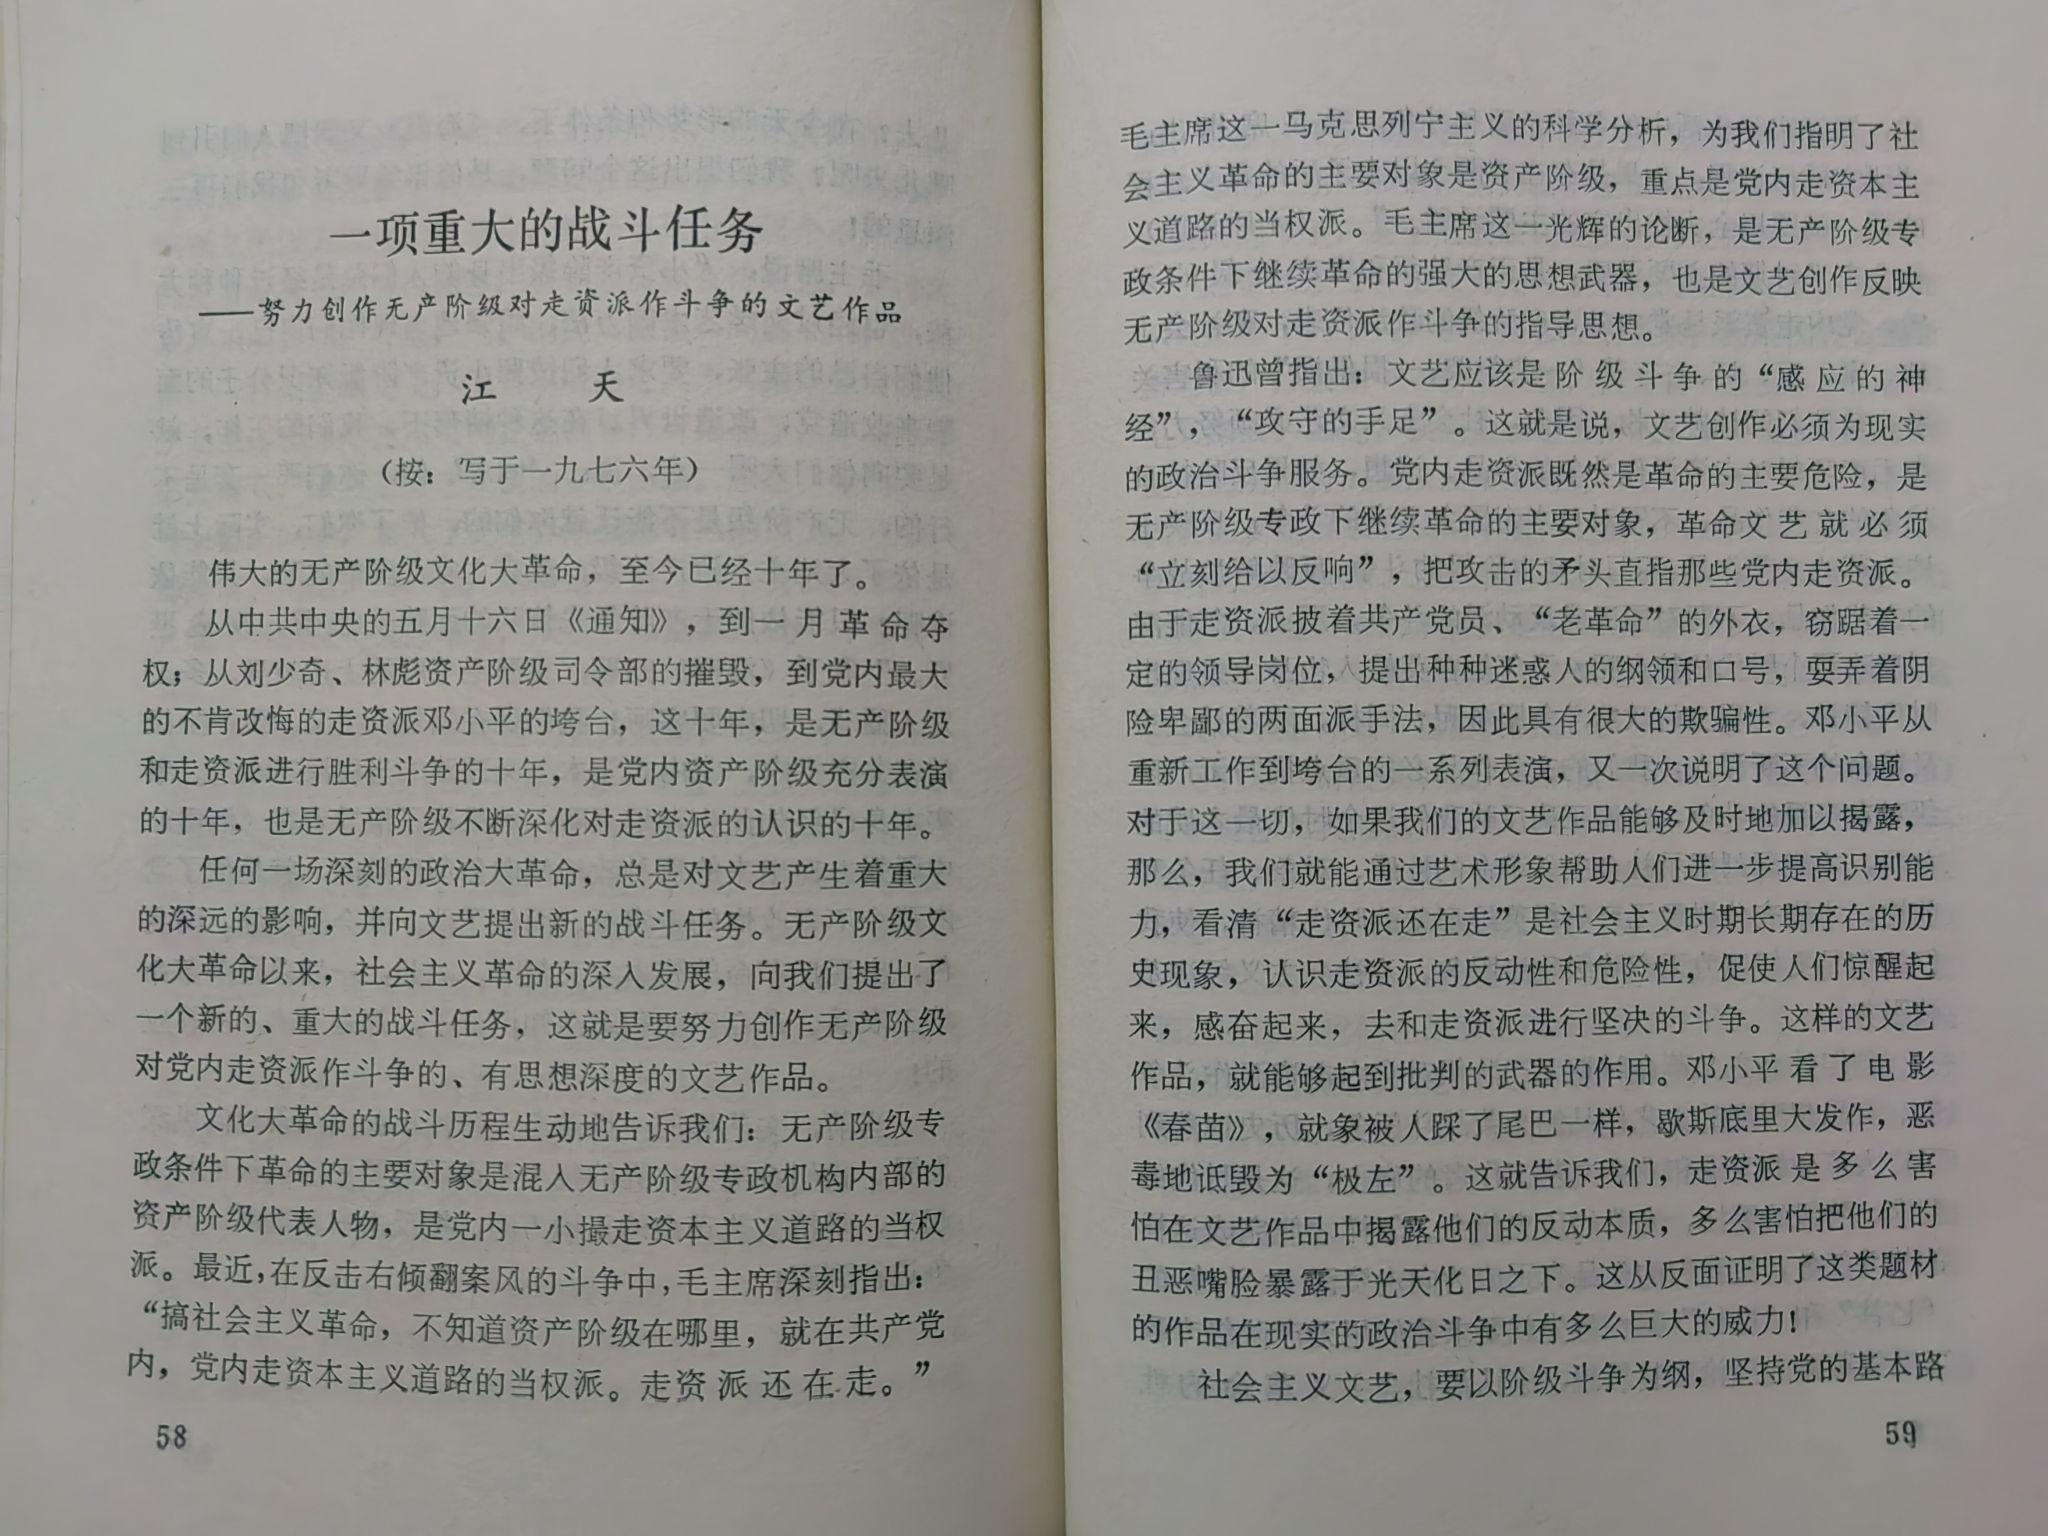 一项重大的战斗任务
——努力创作无产阶级对走资派作斗争的文艺作品
江 天
（按：写于一九七六年）
伟大的无产阶级文化大革命，至今已经十年了。
从中共中央的五月十六日《通知》，到一月革命夺
权；从刘少奇、林彪资产阶级司令部的摧毁，到党内最大
的不肯改悔的走资派邓小平的垮台，这十年，是无产阶级
和走资派进行胜利斗争的十年，是党内资产阶级充分表演
的十年，也是无产阶级不断深化对走资派的认识的十年。
任何一场深刻的政治大革命，总是对文艺产生着重大
的深远的影响，并向文艺提出新的战斗任务。无产阶级文
化大革命以来，社会主义革命的深入发展，向我们提出了
一个新的、重大的战斗任务，这就是要努力创作无产阶级
对党内走资派作斗争的、有思想深度的文艺作品。
文化大革命的战斗历程生动地告诉我们：无产阶级专
政条件下革命的主要对象是混入无产阶级专政机构内部的
资产阶级代表人物，是党内一小撮走资本主义道路的当权
派。最近，在反击右倾翻案风的斗争中，毛主席深刻指出：
“搞社会主义革命，不知道资产阶级在哪里，就在共产党
内，党内走资本主义道路的当权派。走资派还在走。”
58
毛主席这一马克思列宁主义的科学分析，为我们指明了社
会主义革命的主要对象是资产阶级，重点是党内走资本主
义道路的当权派。毛主席这一光辉的论断，是无产阶级专
政条件下继续革命的强大的思想武器，也是文艺创作反映
无产阶级对走资派作斗争的指导思想。
鲁迅曾指出：文艺应该是阶级斗争的“感应的神
经”，“攻守的手足”。这就是说，文艺创作必须为现实
的政治斗争服务。党内走资派既然是革命的主要危险，是
无产阶级专政下继续革命的主要对象，革命文艺就必须
“立刻给以反响”，把攻击的矛头直指那些党内走资派。
由于走资派披着共产党员、“老革命”的外衣，窃踞着一
定的领导岗位，提出种种迷惑人的纲领和口号，耍弄着阴
险卑鄙的两面派手法，因此具有很大的欺骗性。邓小平从
重新工作到垮台的一系列表演，又一次说明了这个问题。
对于这一切，如果我们的文艺作品能够及时地加以揭露，
那么，我们就能通过艺术形象帮助人们进一步提高识别能
力，看清“走资派还在走”是社会主义时期长期存在的历
史现象，认识走资派的反动性和危险性，促使人们惊醒起
来，感奋起来，去和走资派进行坚决的斗争。这样的文艺
作品，就能够起到批判的武器的作用。邓小平看了电影
《春苗》，就象被人踩了尾巴一样，歇斯底里大发作，恶
毒地诋毁为“极左”。这就告诉我们，走资派是多么害
怕在文艺作品中揭露他们的反动本质，多么害怕把他们的
丑恶嘴脸暴露于光天化日之下。这从反面证明了这类题材
的作品在现实的政治斗争中有多么巨大的威力！
社会主义文艺，要以阶级斗争为纲，坚持党的基本路
59